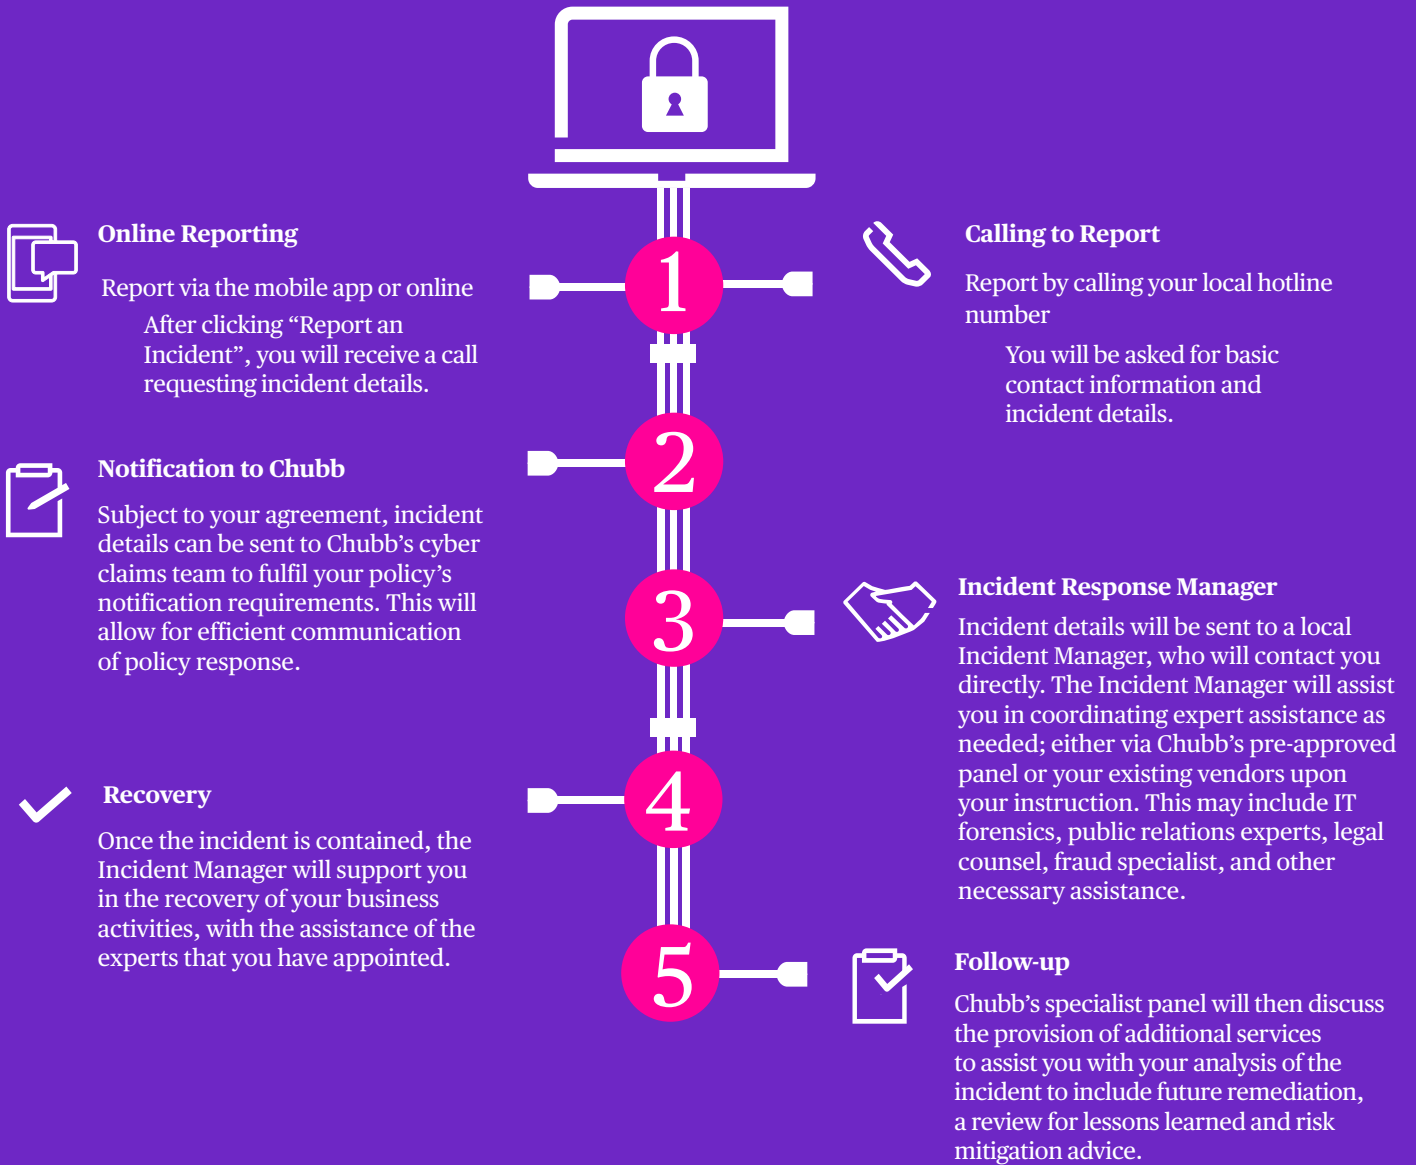 1
Online Reporting
Report via the mobile app or online
After clicking “Report an
Incident”, you will receive a call
requesting incident details.
Calling to Report
Report by calling your local hotline
number
You will be asked for basic
contact information and
incident details.
2
Notification to Chubb
Subject to your agreement, incident
details can be sent to Chubb’s cyber
claims team to fulfil your policy’s
notification requirements. This will
allow for efficient communication
of policy response.
3
Incident Response Manager
Incident details will be sent to a local
Incident Manager, who will contact you
directly. The Incident Manager will assist
you in coordinating expert assistance as
needed; either via Chubb’s pre-approved
panel or your existing vendors upon
your instruction. This may include IT
forensics, public relations experts, legal
counsel, fraud specialist, and other
necessary assistance.
4
Recovery
Once the incident is contained, the
Incident Manager will support you
in the recovery of your business
activities, with the assistance of the
experts that you have appointed.
5
Follow-up
Chubb’s specialist panel will then discuss
the provision of additional services
to assist you with your analysis of the
incident to include future remediation,
a review for lessons learned and risk
mitigation advice.